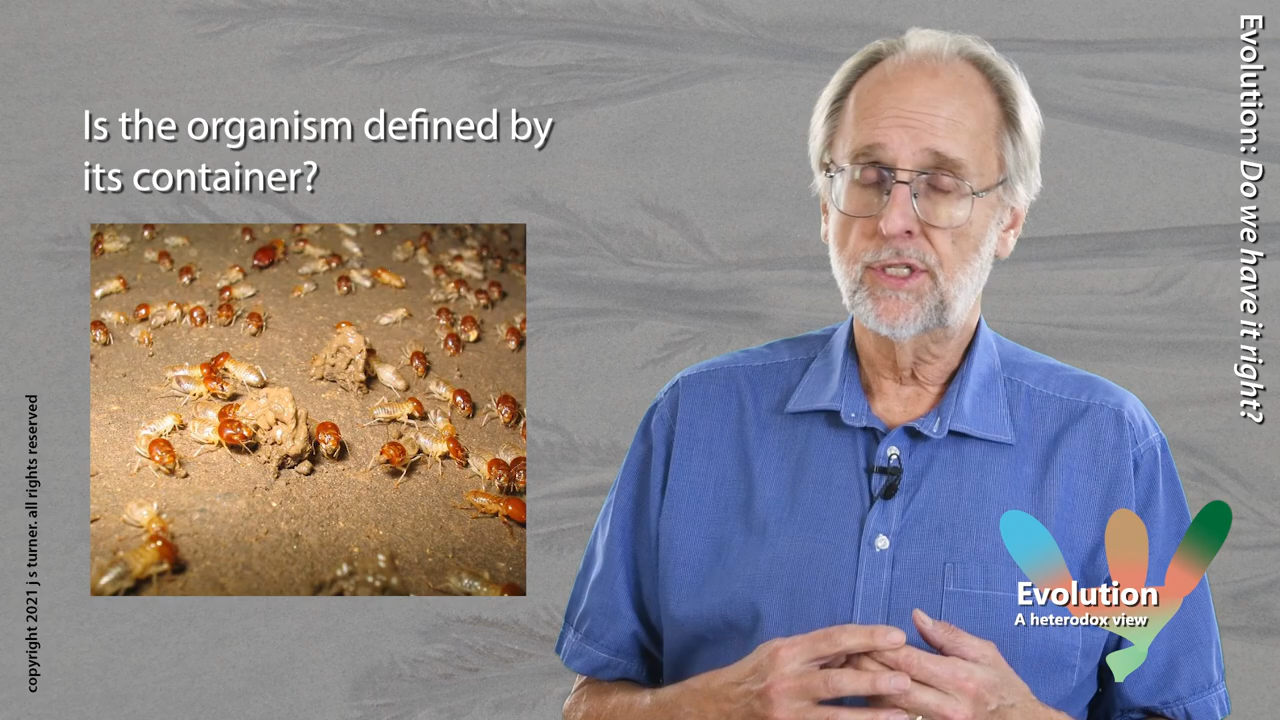 Is the organism defined by
its container?
Evolution: Do we have it right?
copyright 2021 j s turner. all rights reserved
Evolution
A heterodox view